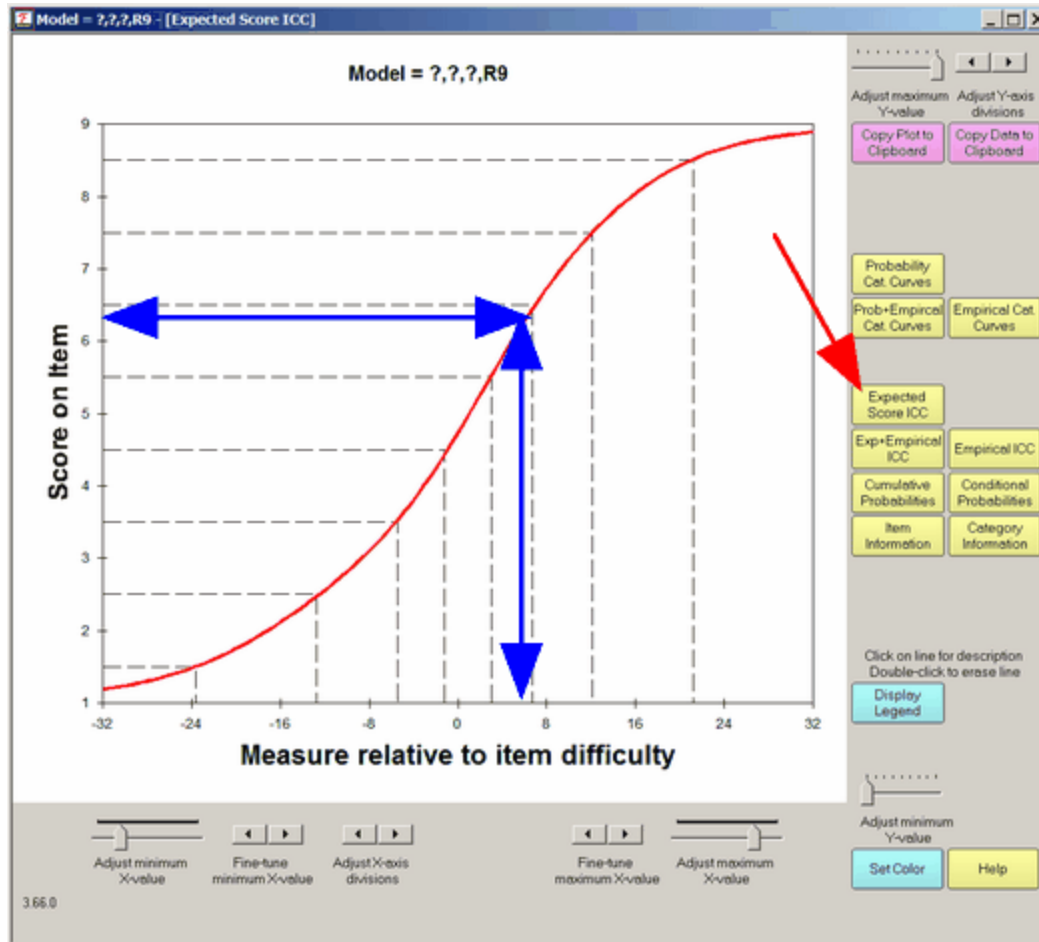 Model = ?,?,?,R9 - [Expected Score ICC]
Model = ?,?,?,R9
Adjust maximum
Y-value
Adjust Y-axis
divisions
Copy Plot to
Clipboard
Copy Data to
Clipboard
9
8
7
6
5
4
3
2
1
Score on Item
-32
-24
-16
-8
0
8
16
24
32
Measure relative to item difficulty
Probability
Cat. Curves
Prob+Empircal
Cat. Curves
Empirical Cat.
Curves
Expected
Score ICC
Exp+Empirical
ICC
Empirical ICC
Cumulative
Probabilities
Conditional
Probabilities
Item
Information
Category
Information
Click on line for description
Double-click to erase line
Display
Legend
Adjust minimum
Y-value
Set Color
Help
Adjust minimum
X-value
Fine-tune
minimum X-value
Adjust X-axis
divisions
Fine-tune
maximum X-value
Adjust maximum
X-value
3.66.0